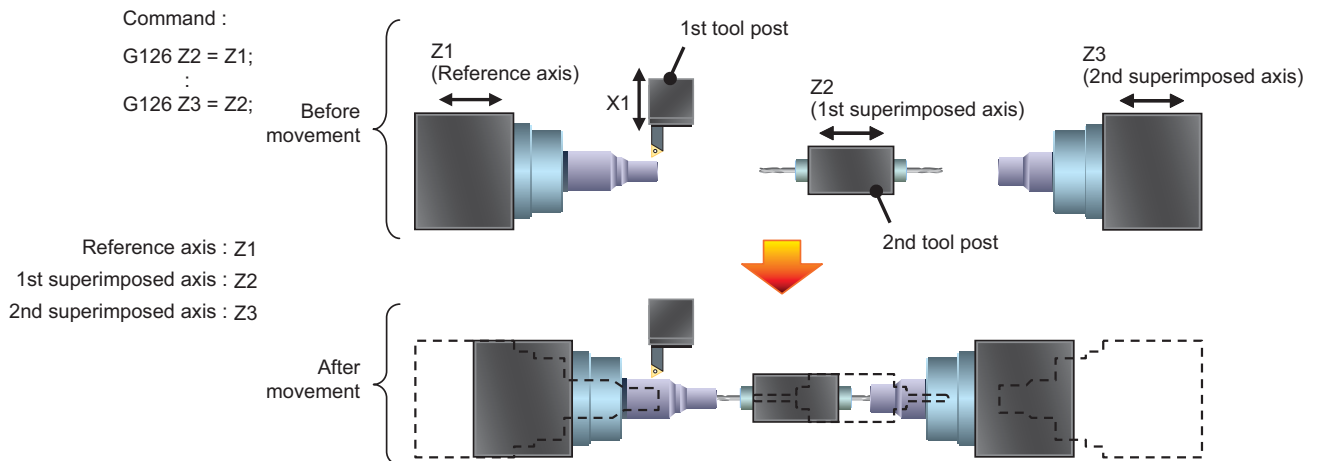 Command :
G126 Z2 = Z1;
:
G126 Z3 = Z2;
Before
movement
Z1
(Reference axis)
1st tool post
X1
Z2
(1st superimposed axis)
2nd tool post
Z3
(2nd superimposed axis)
Reference axis : Z1
1st superimposed axis : Z2
2nd superimposed axis : Z3
After
movement